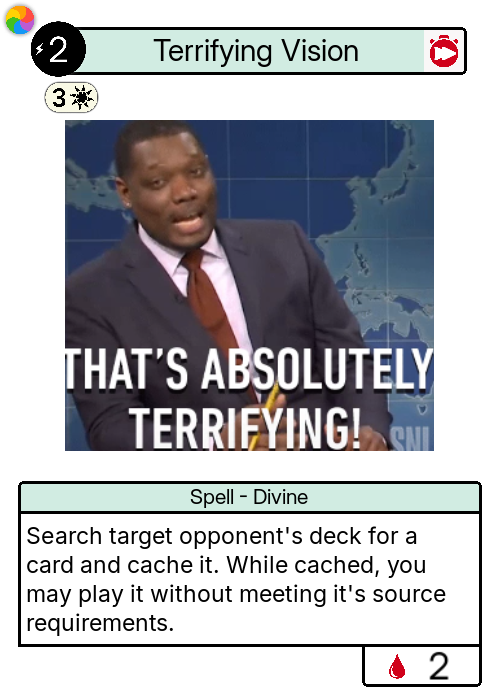 2
Terrifying Vision
3
THAT'S ABSOLUTELY
TERRIFYING!
SNL
Spell - Divine
Search target opponent's deck for a
card and cache it. While cached, you
may play it without meeting it's source
requirements.
2